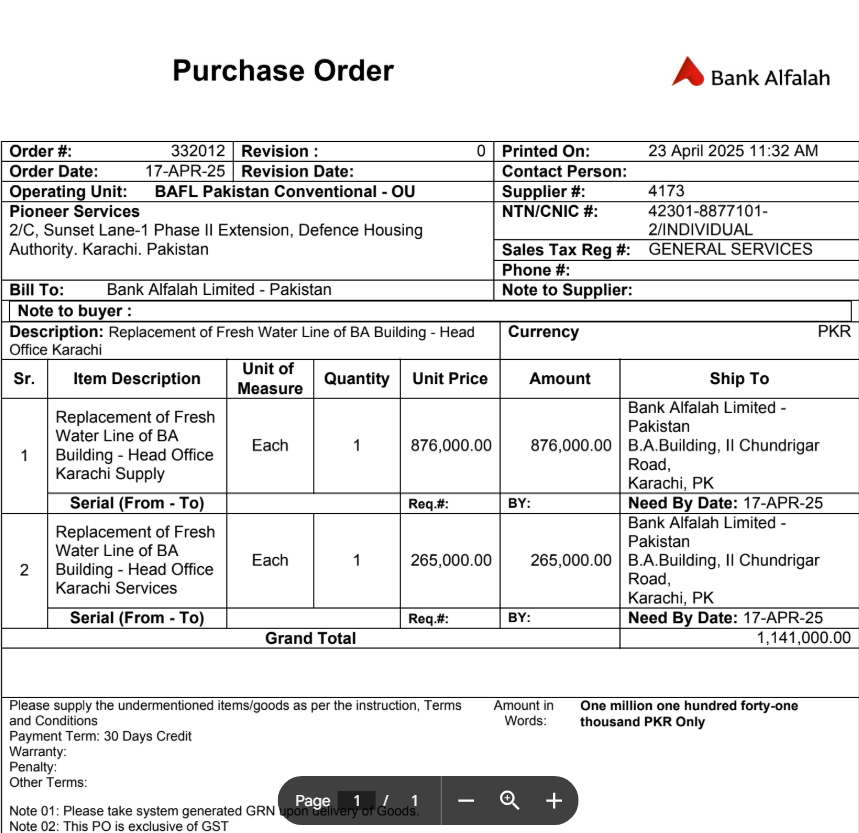 Purchase Order
Bank Alfalah
Order #: 332012 Revision : 0 Printed On: 23 April 2025 11:32 AM
Order Date: 17-APR-25 Revision Date: Contact Person:
Operating Unit: BAFL Pakistan Conventional - OU Supplier #: 4173
Pioneer Services
2/C, Sunset Lane-1 Phase II Extension, Defence Housing
Authority. Karachi. Pakistan
NTN/CNIC #: 42301-8877101-
2/INDIVIDUAL
Sales Tax Reg #: GENERAL SERVICES
Phone #:
Bill To: Bank Alfalah Limited - Pakistan Note to Supplier:
Note to buyer :
Description: Replacement of Fresh Water Line of BA Building - Head
Office Karachi
Currency PKR
Sr. Item Description Unit of
Measure Quantity Unit Price Amount Ship To
1
Replacement of Fresh
Water Line of BA
Building - Head Office
Karachi Supply
Each 1 876,000.00 876,000.00
Bank Alfalah Limited -
Pakistan
B.A.Building, II Chundrigar
Road,
Karachi, PK
Serial (From - To) Req.#: BY: Need By Date: 17-APR-25
2
Replacement of Fresh
Water Line of BA
Building - Head Office
Karachi Services
Each 1 265,000.00 265,000.00
Bank Alfalah Limited -
Pakistan
B.A.Building, II Chundrigar
Road,
Karachi, PK
Serial (From - To) Req.#: BY: Need By Date: 17-APR-25
Grand Total 1,141,000.00
Please supply the undermentioned items/goods as per the instruction, Terms
and Conditions
Payment Term: 30 Days Credit
Warranty:
Penalty:
Other Terms:
Amount in
Words:
One million one hundred forty-one
thousand PKR Only
Note 01: Please take system generated GRN upon delivery of Goods.
Note 02: This PO is exclusive of GST
Page 1 / 1